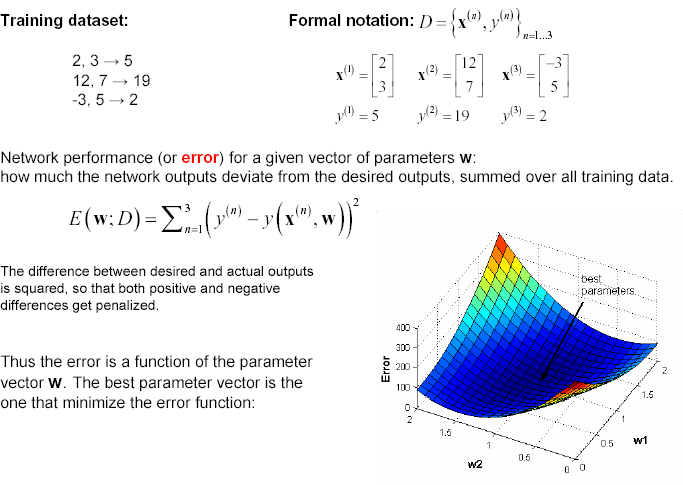 Training dataset:
Formal notation: D = {x^(n), y^(n)}_n=1...3
2, 3 → 5
12, 7 → 19
-3, 5 → 2
x^(1) = [2 3] x^(2) = [12 7] x^(3) = [-3 5]
y^(1) = 5 y^(2) = 19 y^(3) = 2
Network performance (or error) for a given vector of parameters w:
how much the network outputs deviate from the desired outputs, summed over all training data.
E(w; D) = ∑_n=1^3 (y^(n) - y(x^(n), w))^2
The difference between desired and actual outputs
is squared, so that both positive and negative
differences get penalized.
Thus the error is a function of the parameter
vector w. The best parameter vector is the
one that minimize the error function:
best
parameters
Error
400
300
200
100
0
2
1.5
1
0.5
0
w2
0
0.5
1
1.5
2
w1